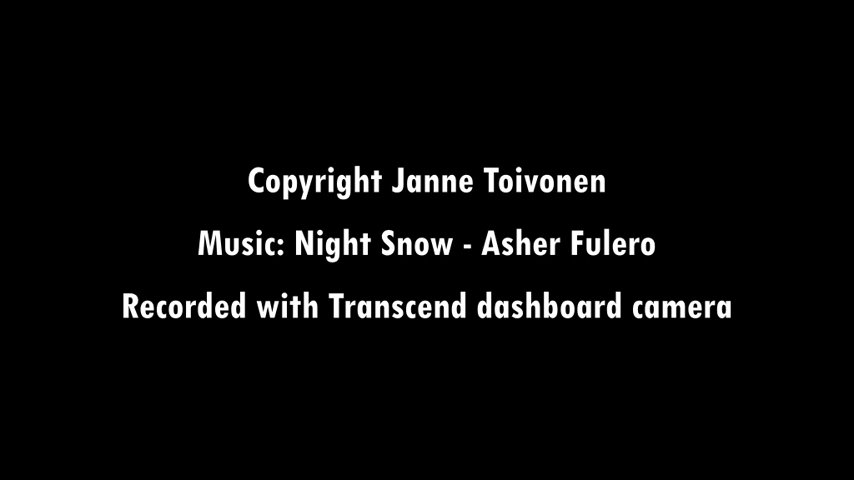 Copyright Janne Toivonen
Music: Night Snow - Asher Fulero
Recorded with Transcend dashboard camera